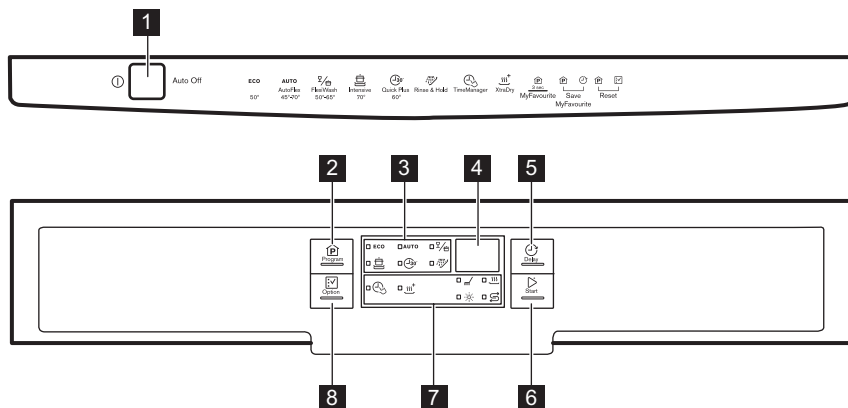 1
Auto Off
ECO AUTO
50° AutoFlex 45°-70° FlexiWash 50°-65° Intensive 70° Quick Plus 60° Rinse & Hold TimeManager XtraDry 3 sec. MyFavourite Save MyFavourite Reset
30'
2 3 4 5
Program ECO AUTO Delay
30'
Option Start
8 7 6